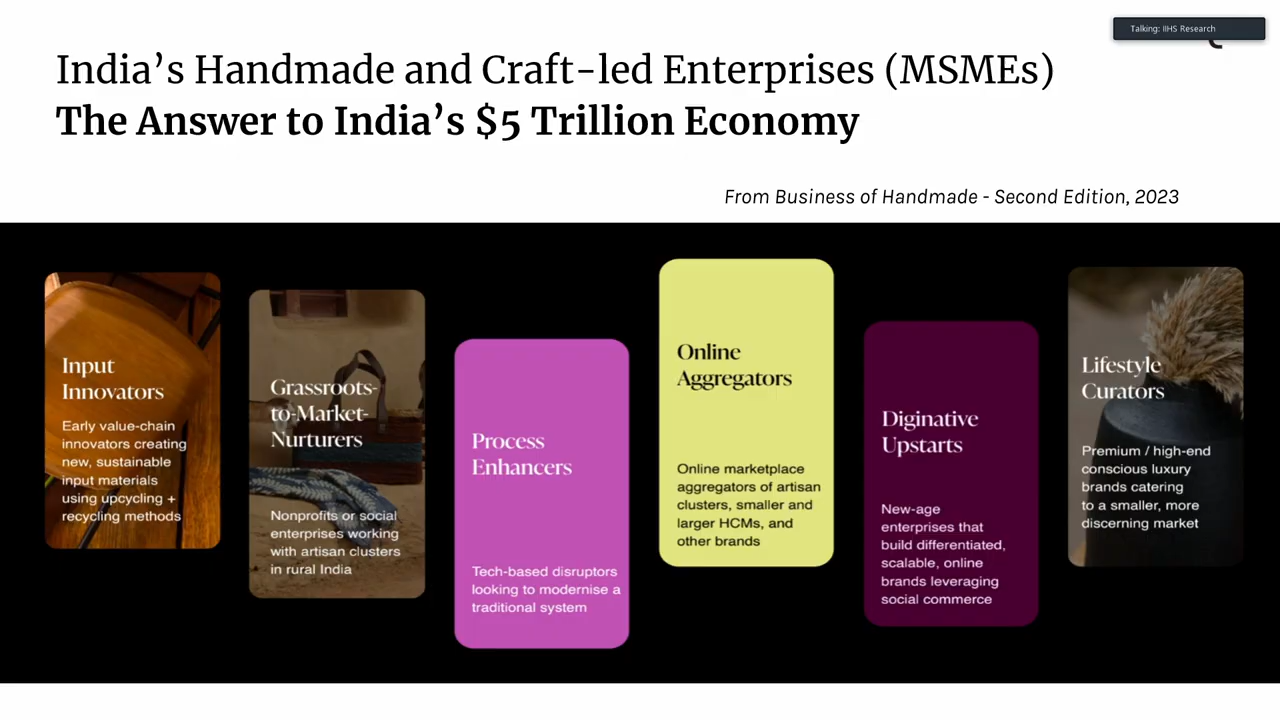 Talking: IIHS Research
India’s Handmade and Craft-led Enterprises (MSMEs)
The Answer to India’s $5 Trillion Economy
From Business of Handmade - Second Edition, 2023
Input
Innovators
Early value-chain
innovators creating
new, sustainable
input materials
using upcycling +
recycling methods
Grassroots-
to-Market-
Nurturers
Nonprofits or social
enterprises working
with artisan clusters
in rural India
Process
Enhancers
Tech-based disruptors
looking to modernise a
traditional system
Online
Aggregators
Online marketplace
aggregators of artisan
clusters, smaller and
larger HCMs, and
other brands
Diginative
Upstarts
New-age
enterprises that
build differentiated,
scalable, online
brands leveraging
social commerce
Lifestyle
Curators
Premium / high-end
conscious luxury
brands catering
to a smaller, more
discerning market